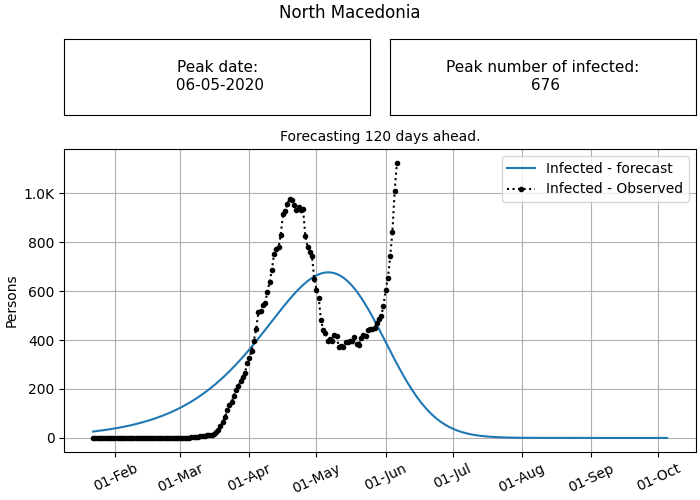 North Macedonia
Peak date:
06-05-2020
Peak number of infected:
676
Forecasting 120 days ahead.
Infected - forecast
Infected - Observed
Persons
1.0K
800
600
400
200
0
01-Feb
01-Mar
01-Apr
01-May
01-Jun
01-Jul
01-Aug
01-Sep
01-Oct